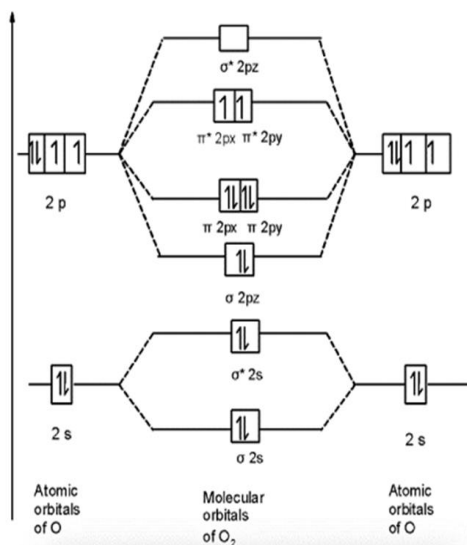 σ* 2pz
π* 2px π* 2py
2 p
2 p
π 2px π 2py
σ 2pz
σ* 2s
2 s
2 s
σ 2s
Atomic
orbitals
of O
Molecular
orbitals
of O₂
Atomic
orbitals
of O